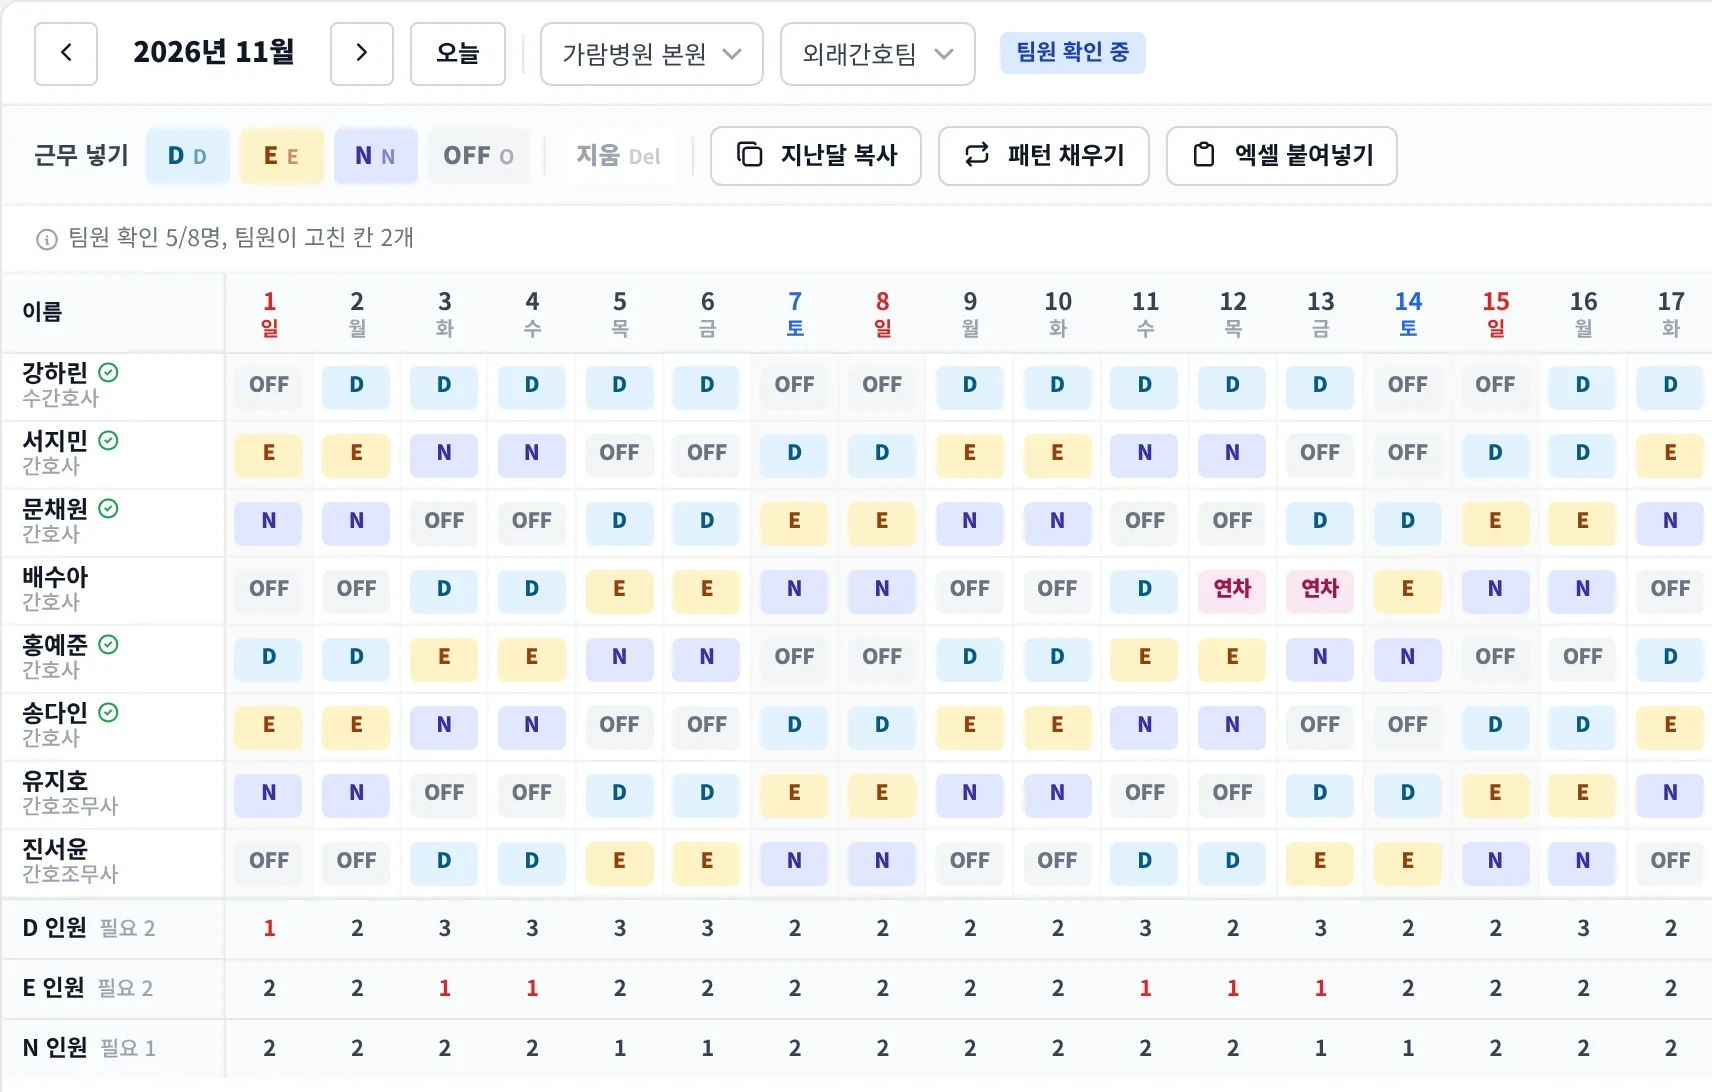 2026년 11월 오늘 가람병원 본원 외래간호팀 팀원 확인 중
근무 넣기 D D E E N N OFF O 지움 Del 지난달 복사 패턴 채우기 엑셀 붙여넣기
팀원 확인 5/8명, 팀원이 고친 칸 2개
이름 1 2 3 4 5 6 7 8 9 10 11 12 13 14 15 16 17
일 월 화 수 목 금 토 일 월 화 수 목 금 토 일 월 화
강하린 OFF D D D D D OFF OFF D D D D D OFF OFF D D
수간호사
서지민 E E N N OFF OFF D D E E N N OFF OFF D D E
간호사
문채원 N N OFF OFF D D E E N N OFF OFF D D E E N
간호사
배수아 OFF OFF D D E E N N OFF OFF D 연차 연차 E N N OFF
간호사
홍예준 D D E E N N OFF OFF D D E E N N OFF OFF D
간호사
송다인 E E N N OFF OFF D D E E N N OFF OFF D D E
간호사
유지호 N N OFF OFF D D E E N N OFF OFF D D E E N
간호조무사
진서윤 OFF OFF D D E E N N OFF OFF D D E E N N OFF
간호조무사
D 인원 필요 2 1 2 3 3 3 3 2 2 2 2 3 2 3 2 2 3 2
E 인원 필요 2 2 2 1 1 2 2 2 2 2 2 1 1 1 2 2 2 2
N 인원 필요 1 2 2 2 2 1 1 2 2 2 2 2 2 1 1 2 2 2